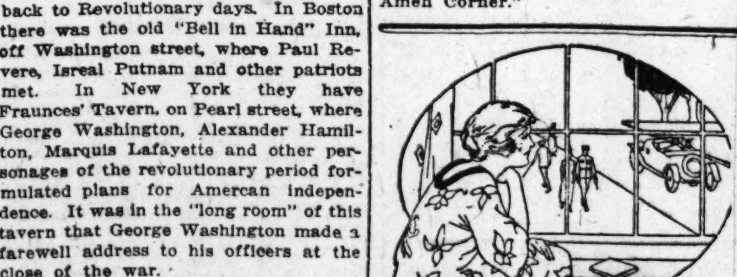 back to Revolutionary days. In Boston
there was the old "Bell in Hand" Inn,
off Washington street, where Paul Re-
vere, Isreal Putnam and other patriots
met. In New York they have
Fraunces' Tavern, on Pearl street, where
George Washington, Alexander Hamil-
ton, Marquis Lafayette and other per-
sonages of the revolutionary period for-
mulated plans for Amercan indepen-
dence. It was in the "long room" of this
tavern that George Washington made a
farewell address to his officers at the
close of the war.
Amen Corner."